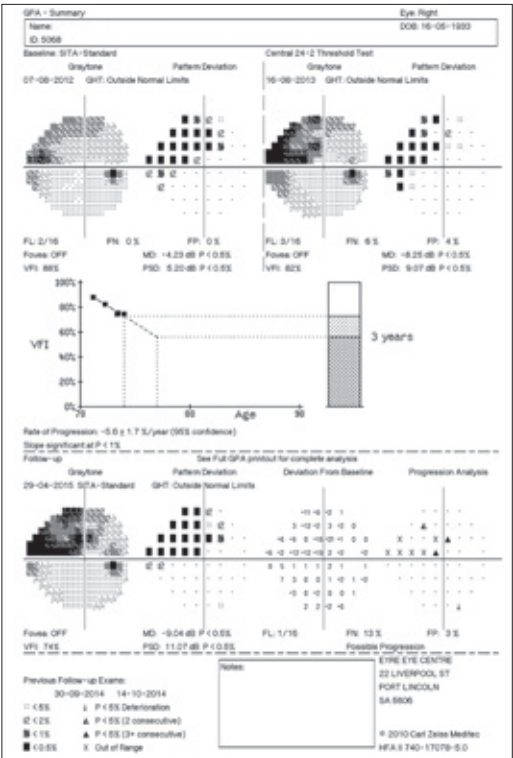 GPA - Summary
Eye: Right
Name:
DOB: 16-05-1933
ID: 5068
Baseline: SITA-Standard
Central 24-2 Threshold Test
Graytone Pattern Deviation
Graytone Pattern Deviation
07-08-2012 GHT: Outside Normal Limits
16-08-2013 GHT: Outside Normal Limits
FL: 2/16 FN: 0% FP: 0%
FL: 3/16 FN: 6% FP: 4%
Fovea: OFF MD: -4.23 dB P < 0.5%
Fovea: OFF MD: -8.25 dB P < 0.5%
VFI: 88% PSD: 5.20 dB P < 0.5%
VFI: 82% PSD: 9.07 dB P < 0.5%
100%
80%
60%
40%
20%
0%
VFI
70 80 Age 90
3 years
Rate of Progression: -5.6 ± 1.7 %/year (95% confidence)
Slope significant at P < 1%
Follow-up
See Full GPA printout for complete analysis
Graytone Pattern Deviation Deviation From Baseline Progression Analysis
29-04-2015 SITA-Standard GHT: Outside Normal Limits
Fovea: OFF MD: -9.04 dB P < 0.5% FL: 1/16 FN: 13% FP: 3%
VFI: 74% PSD: 11.07 dB P < 0.5% Possible Progression
Previous Follow-up Exams:
30-09-2014 14-10-2014
< 5% P < 5% Deterioration
< 2% P < 5% (2 consecutive)
< 1% P < 5% (3+ consecutive)
< 0.5% X Out of Range
Notes:
EYRE EYE CENTRE
22 LIVERPOOL ST
PORT LINCOLN
SA 5606
© 2010 Carl Zeiss Meditec
HFA II 740-17078-5.0